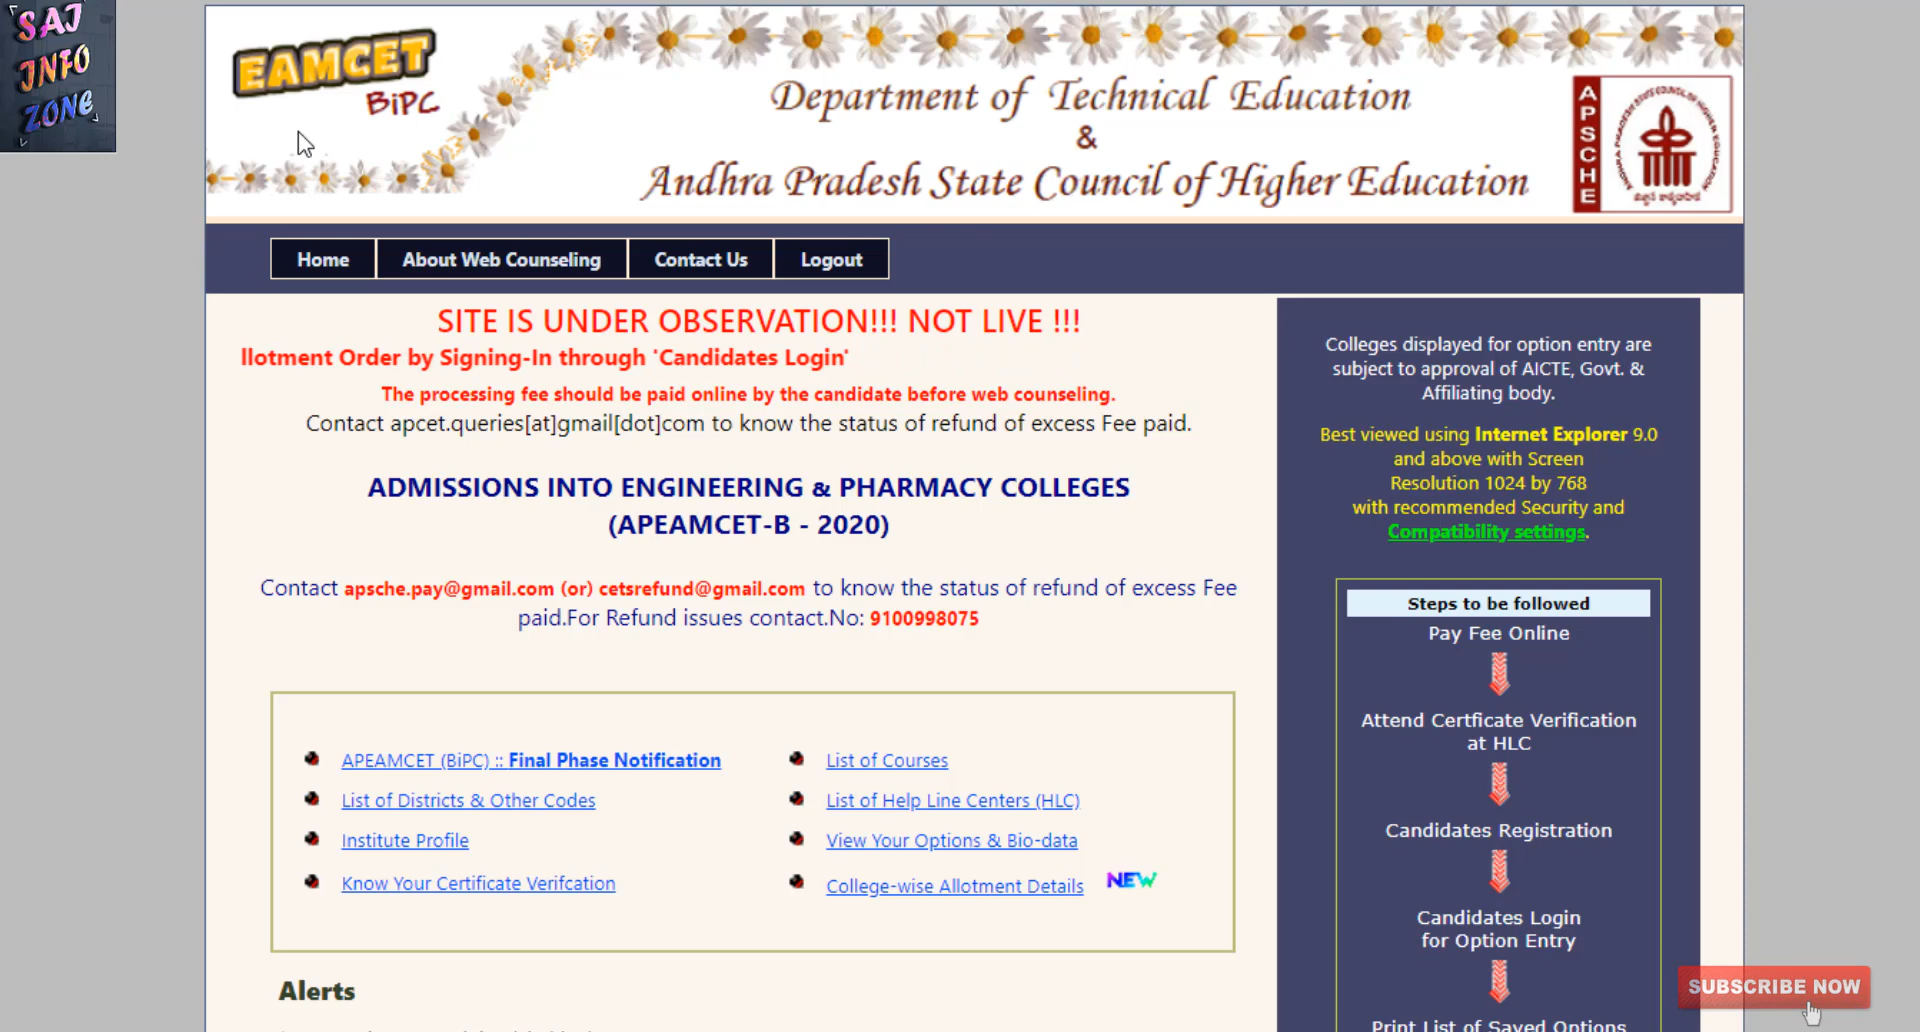 SAJ
INFO
ZONE
EAMCET
BiPC
Department of Technical Education
&
Andhra Pradesh State Council of Higher Education
APSCHE
Home
About Web Counseling
Contact Us
Logout
SITE IS UNDER OBSERVATION!!! NOT LIVE !!!
llotment Order by Signing-In through 'Candidates Login'
The processing fee should be paid online by the candidate before web counseling.
Contact apcet.queries[at]gmail[dot]com to know the status of refund of excess Fee paid.
ADMISSIONS INTO ENGINEERING & PHARMACY COLLEGES
(APEAMCET-B - 2020)
Contact apsche.pay@gmail.com (or) cetsrefund@gmail.com to know the status of refund of excess Fee
paid.For Refund issues contact.No: 9100998075
APEAMCET (BiPC) :: Final Phase Notification
List of Districts & Other Codes
Institute Profile
Know Your Certificate Verifcation
List of Courses
List of Help Line Centers (HLC)
View Your Options & Bio-data
College-wise Allotment Details NEW
Alerts
Colleges displayed for option entry are
subject to approval of AICTE, Govt. &
Affiliating body.
Best viewed using Internet Explorer 9.0
and above with Screen
Resolution 1024 by 768
with recommended Security and
Compatibility settings.
Steps to be followed
Pay Fee Online
Attend Certficate Verification
at HLC
Candidates Registration
Candidates Login
for Option Entry
Print List of Saved Options
SUBSCRIBE NOW